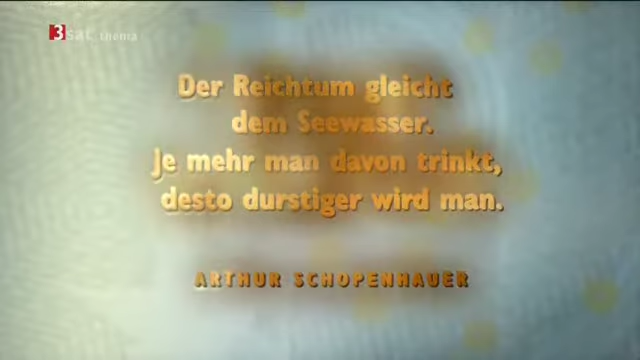 3sat thema
Der Reichtum gleicht
dem Seewasser.
je mehr man davon trinkt,
desto durstiger wird man.
ARTHUR SCHOPENHAUER